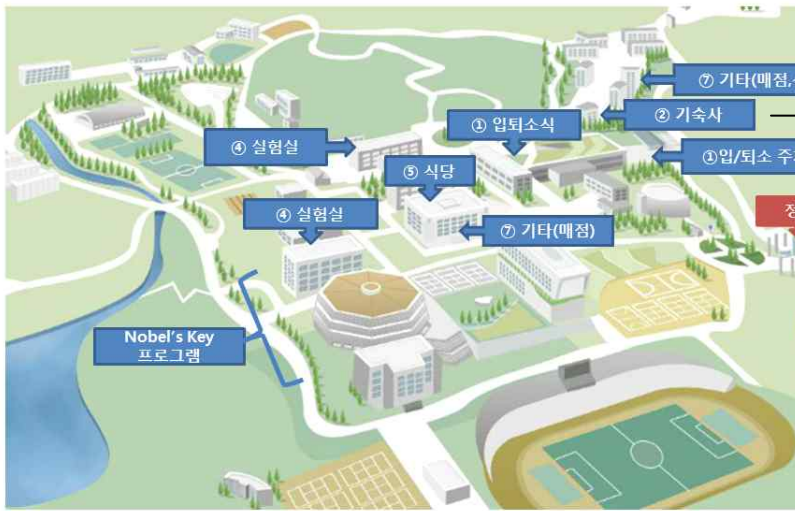 ⑦ 기타(매점,
② 기숙사
① 입퇴소식
④ 실험실
①입/퇴소 주
⑤ 식당
정
④ 실험실
⑦ 기타(매점)
Nobel's Key
프로그램